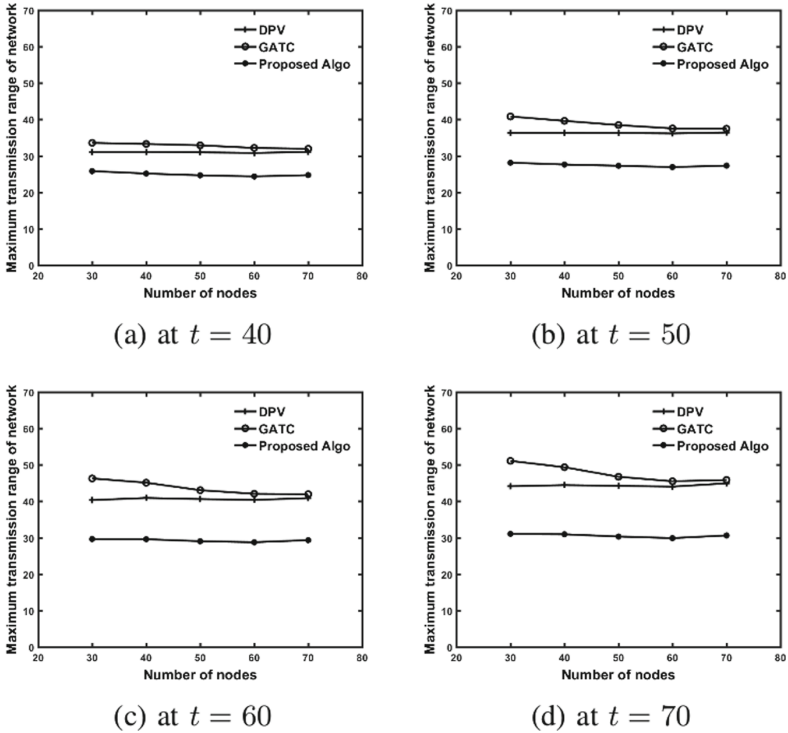 Maximum transmission range of network
70
60
50
40
30
20
10
0
DPV
GATC
Proposed Algo
20 30 40 50 60 70 80
Number of nodes
(a) at t = 40
Maximum transmission range of network
70
60
50
40
30
20
10
0
DPV
GATC
Proposed Algo
20 30 40 50 60 70 80
Number of nodes
(b) at t = 50
Maximum transmission range of network
70
60
50
40
30
20
10
0
DPV
GATC
Proposed Algo
20 30 40 50 60 70 80
Number of nodes
(c) at t = 60
Maximum transmission range of network
70
60
50
40
30
20
10
0
DPV
GATC
Proposed Algo
20 30 40 50 60 70 80
Number of nodes
(d) at t = 70